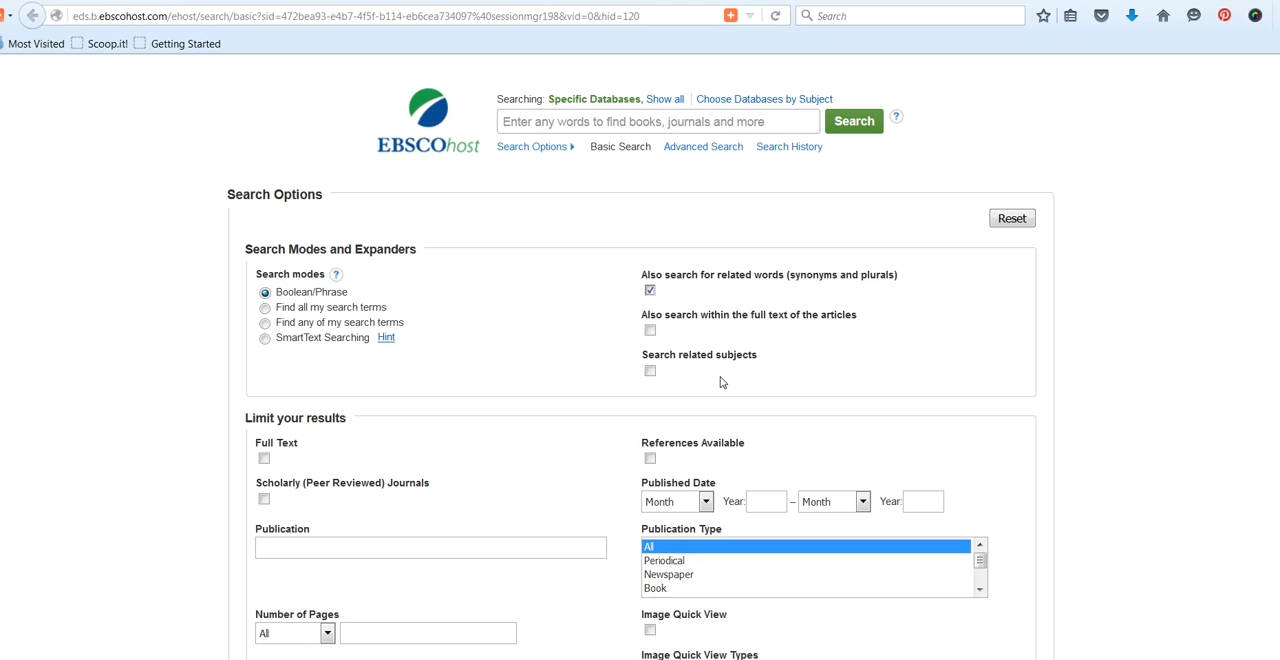 eds.b.ebscohost.com/ehost/search/basic?sid=472bea93-e4b7-4f5f-b114-eb6cea734097%40sessionmgr198&vid=0&hid=120
Search
Most Visited Scoop.it! Getting Started
Searching: Specific Databases, Show all | Choose Databases by Subject
Enter any words to find books, journals and more Search ?
EBSCOhost
Search Options Basic Search Advanced Search Search History
Search Options
Reset
Search Modes and Expanders
Search modes ?
Boolean/Phrase
Find all my search terms
Find any of my search terms
SmartText Searching Hint
Also search for related words (synonyms and plurals)
Also search within the full text of the articles
Search related subjects
Limit your results
Full Text
References Available
Scholarly (Peer Reviewed) Journals
Published Date
Month Year: – Month Year:
Publication
Publication Type
All
Periodical
Newspaper
Book
Number of Pages
All
Image Quick View
Image Quick View Types